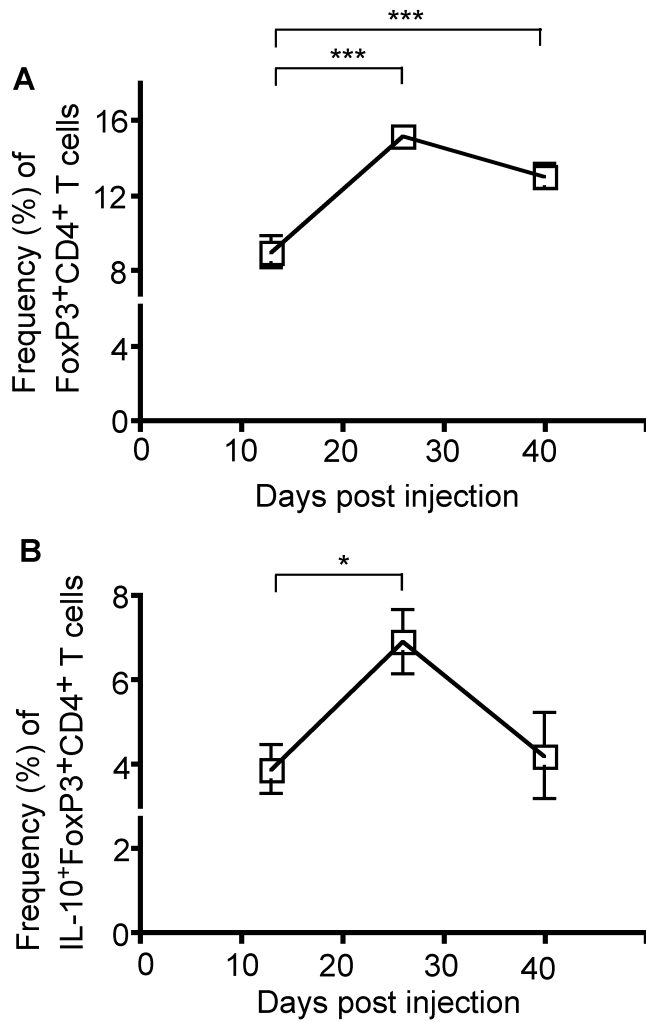 ***
***
A
Frequency (%) of
FoxP3⁺CD4⁺ T cells
16
12
8
4
0
0 10 20 30 40
Days post injection
B
*
Frequency (%) of
IL-10⁺FoxP3⁺CD4⁺ T cells
8
6
4
2
0
0 10 20 30 40
Days post injection